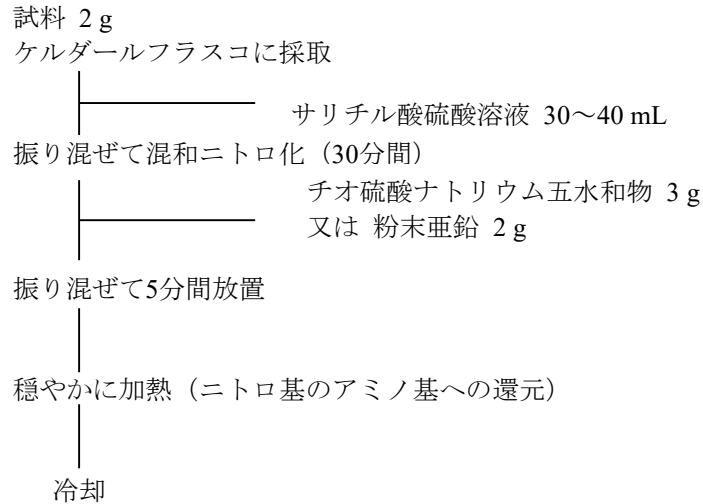 試料 2 g
ケルダールフラスコに採取
サリチル酸硫酸溶液 30～40 mL
振り混ぜて混和ニトロ化（30分間）
チオ硫酸ナトリウム五水和物 3 g
又は 粉末亜鉛 2 g
振り混ぜて5分間放置
穏やかに加熱（ニトロ基のアミノ基への還元）
冷却